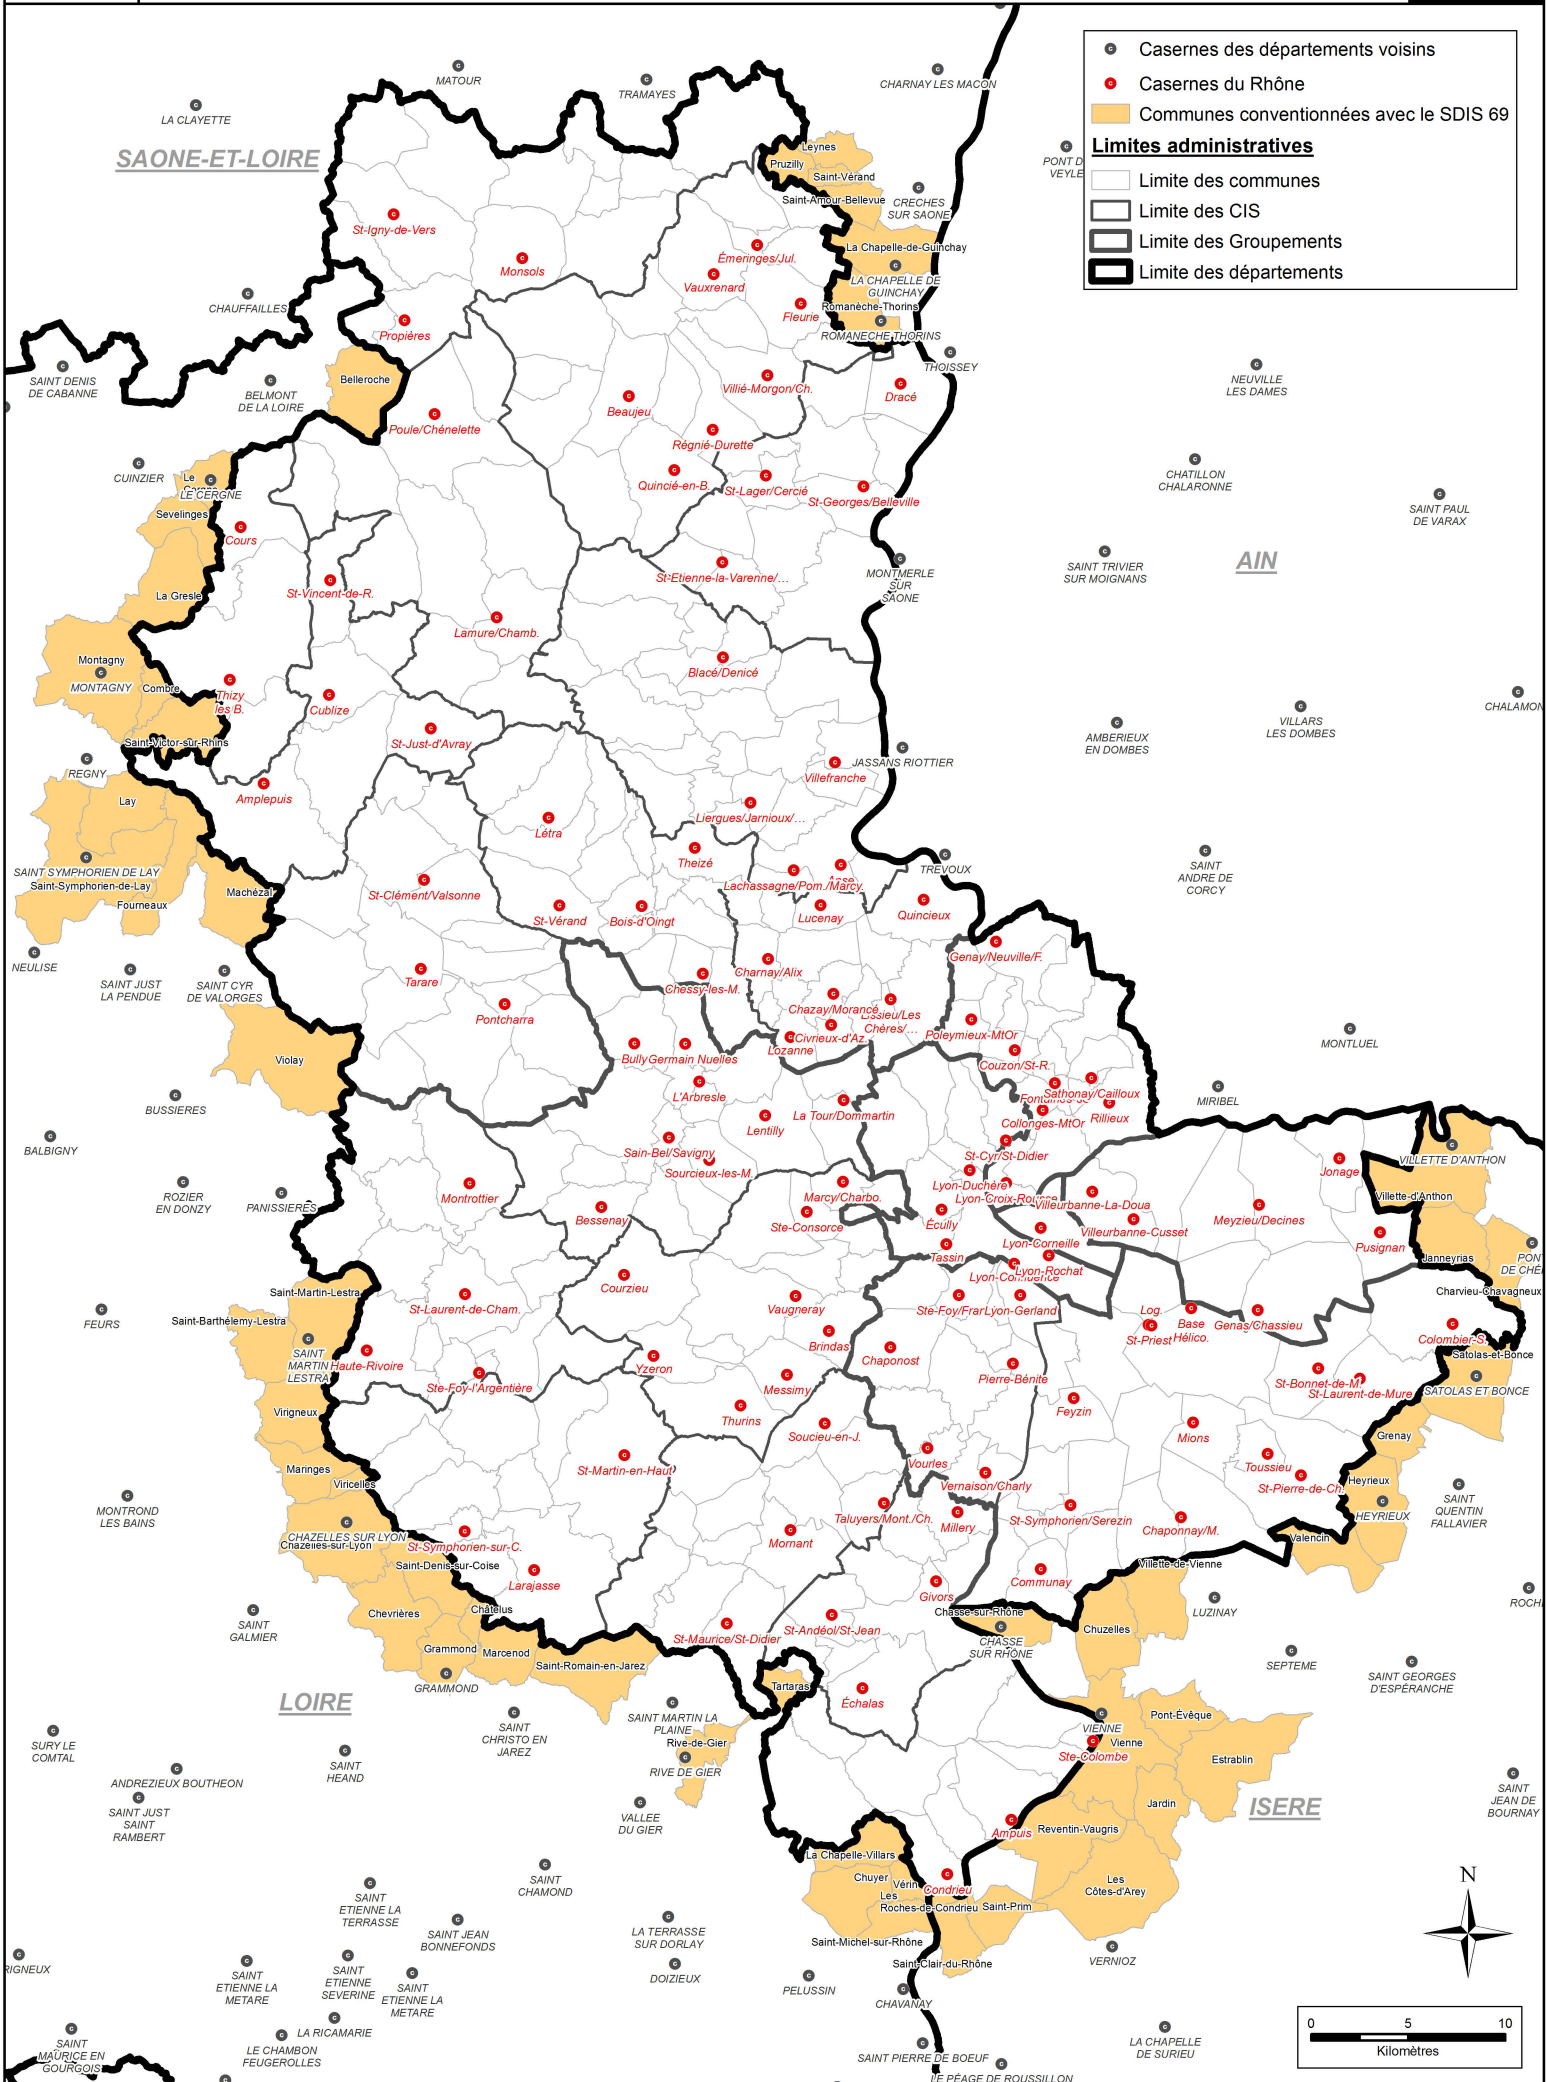 Casernes des départements voisins
Casernes du Rhône
Communes conventionnées avec le SDIS 69
Limites administratives
Limite des communes
Limite des CIS
Limite des Groupements
Limite des départements
MATOUR
TRAMAYES
CHARNAY LES MACON
LA CLAYETTE
SAONE-ET-LOIRE
Leynes
Pruzilly
Saint-Vérand
Saint-Amour-Bellevue
CRECHES
SUR SAONE
PONT D
VEYLE
St-Igny-de-Vers
Monsols
Émeringes/Jul.
Vauxrenard
Fleurie
La Chapelle-de-Guinchay
LA CHAPELLE DE
GUINCHAY
Romanèche-Thorins
ROMANECHE THORINS
CHAUFFAILLES
Propières
THOISSEY
SAINT DENIS
DE CABANNE
BELMONT
DE LA LOIRE
Belleroche
Villié-Morgon/Ch.
Dracé
NEUVILLE
LES DAMES
Beaujeu
Poule/Chénelette
Régnié-Durette
Quincié-en-B.
St-Lager/Cercié
St-Georges/Belleville
CHATILLON
CHALARONNE
SAINT PAUL
DE VARAX
CUINZIER
Le
LE CERGNE
Sevelinges
Cours
La Gresle
St-Vincent-de-R.
St-Etienne-la-Varenne/...
MONTMERLE
SUR
SAONE
SAINT TRIVIER
SUR MOIGNANS
AIN
Lamure/Chamb.
Blacé/Denicé
Montagny
MONTAGNY
Combre
Thizy
les B.
Cublize
Saint-Victor-sur-Rhins
St-Just-d'Avray
CHALAMON
VILLARS
LES DOMBES
AMBERIEUX
EN DOMBES
REGNY
Amplepuis
Villefranche
JASSANS RIOTTIER
Lay
Liergues/Jarnioux/...
Létra
Theizé
SAINT SYMPHORIEN DE LAY
Saint-Symphorien-de-Lay
Fourneaux
Machézal
St-Clément/Valsonne
Lachassagne/Pom./Marcy.
TREVOUX
SAINT
ANDRE DE
CORCY
St-Vérand
Bois-d'Oingt
Lucenay
Quincieux
NEULISE
SAINT JUST
LA PENDUE
SAINT CYR
DE VALORGES
Tarare
Pontcharra
Chessy-les-M.
Charnay/Alix
Genay/Neuville/F.
Chazay/Morancé
Chères/...
Civrieux-d'Az.
Lozanne
Poleymieux-MtOr
Couzon/St-R.
Violay
Bully
Germain Nuelles
L'Arbresle
MONTLUEL
MIRIBEL
BUSSIERES
Lentilly
La Tour/Dommartin
Sathonay/Cailloux
Collonges-MtOr
Rillieux
BALBIGNY
Sain-Bel/Savigny
Sourcieux-les-M.
St-Cyr/St-Didier
VILLETTE D'ANTHON
Jonage
Villette-d'Anthon
ROZIER
EN DONZY
PANISSIERES
Montrottier
Bessenay
Marcy/Charbo.
Ste-Consorce
Lyon-Duchère
Lyon-Croix-Rousse
Écully
Tassin
Villeurbanne-La-Doua
Villeurbanne-Cusset
Meyzieu/Decines
Pusignan
Lyon-Corneille
Lyon-Rochat
Lyon-Confluence
Janneyrias
PON
DE CHÉ
Charvieu-Chavagneux
FEURS
Saint-Martin-Lestra
Saint-Barthélemy-Lestra
St-Laurent-de-Cham.
Courzieu
Vaugneray
Brindas
Ste-Foy/Fra
Lyon-Gerland
Log.
St-Priest
Base
Hélico.
Genas/Chassieu
Colombier-S.
SAINT
MARTIN
LESTRA
Haute-Rivoire
Ste-Foy-l'Argentière
Yzeron
Messimy
Chaponost
Pierre-Bénite
St-Bonnet-de-M.
St-Laurent-de-Mure
Satolas-et-Bonce
SATOLAS ET BONCE
Virigneux
Thurins
Soucieu-en-J.
Feyzin
Mions
Grenay
Maringes
Viricelles
St-Martin-en-Haut
Vourles
Vernaison/Charly
Toussieu
St-Pierre-de-Ch.
Heyrieux
HEYRIEUX
SAINT
QUENTIN
FALLAVIER
MONTROND
LES BAINS
CHAZELLES SUR LYON
Chazelles-sur-Lyon
St-Symphorien-sur-C.
Saint-Denis-sur-Coise
Larajasse
Mornant
Taluyers/Mont./Ch.
Millery
St-Symphorien/Serezin
Chaponnay/M.
Valencin
Villette-de-Vienne
Chevrières
Châtelus
Grammond
Marcenod
GRAMMOND
Saint-Romain-en-Jarez
SAINT
GALMIER
St-Maurice/St-Didier
St-Andéol/St-Jean
Givors
Communay
Chasse-sur-Rhône
CHASSE
SUR RHÔNE
Chuzelles
LUZINAY
ROCH
SEPTEME
SAINT GEORGES
D'ESPÉRANCHE
LOIRE
Tartaras
Échalas
SAINT MARTIN LA
PLAINE
Rive-de-Gier
RIVE DE GIER
SAINT
CHRISTO EN
JAREZ
SURY LE
COMTAL
SAINT
HEAND
ANDREZIEUX BOUTHEON
SAINT JUST
SAINT
RAMBERT
VALLEE
DU GIER
VIENNE
Vienne
Ste-Colombe
Pont-Évêque
Estrablin
Jardin
ISERE
SAINT
JEAN DE
BOURNAY
Ampuis
Reventin-Vaugris
La Chapelle-Villars
Chuyer
Vérin
Les
Roches-de-Condrieu
Condrieu
Saint-Prim
Les
Côtes-d'Arey
Saint-Michel-sur-Rhône
Saint-Clair-du-Rhône
VERNIOZ
SAINT
CHAMOND
SAINT
ETIENNE LA
TERRASSE
SAINT JEAN
BONNEFONDS
LA TERRASSE
SUR DORLAY
DOIZIEUX
PELUSSIN
CHAVANAY
RIGNEUX
SAINT
ETIENNE LA
METARE
SAINT
ETIENNE
SEVERINE
SAINT
ETIENNE LA
METARE
LA RICAMARIE
LE CHAMBON
FEUGEROLLES
SAINT
MAURICE EN
GOURGOIS
SAINT PIERRE DE BOEUF
LE PÉAGE DE ROUSSILLON
LA CHAPELLE
DE SURIEU
N
0 5 10
Kilomètres